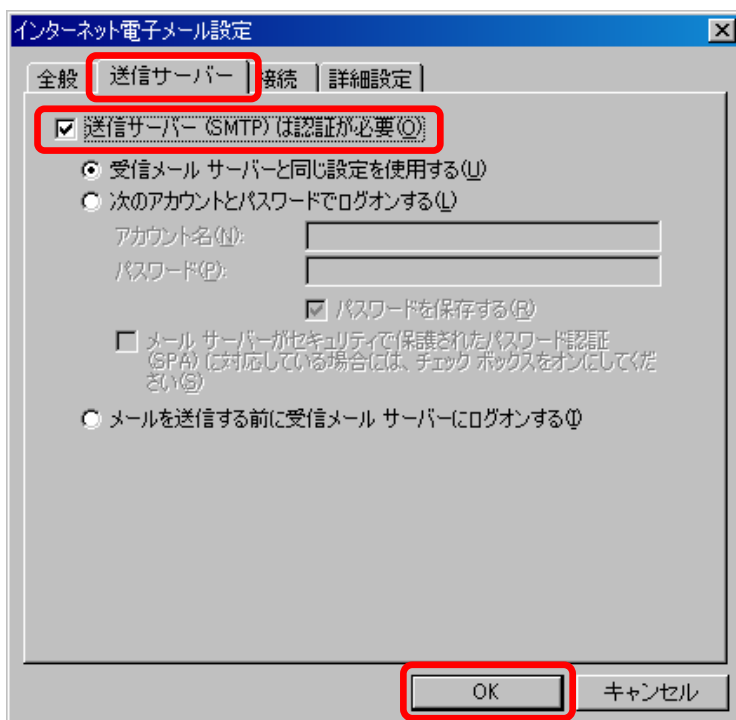 インターネット電子メール設定
全般 送信サーバー 接続 詳細設定
送信サーバー (SMTP) は認証が必要(O)
受信メール サーバーと同じ設定を使用する(U)
次のアカウントとパスワードでログオンする(L)
アカウント名(N):
パスワード(P):
パスワードを保存する(R)
メール サーバーがセキュリティで保護されたパスワード認証
(SPA) に対応している場合には、チェック ボックスをオンにしてくだ
さい(S)
メールを送信する前に受信メール サーバーにログオンする(I)
OK キャンセル